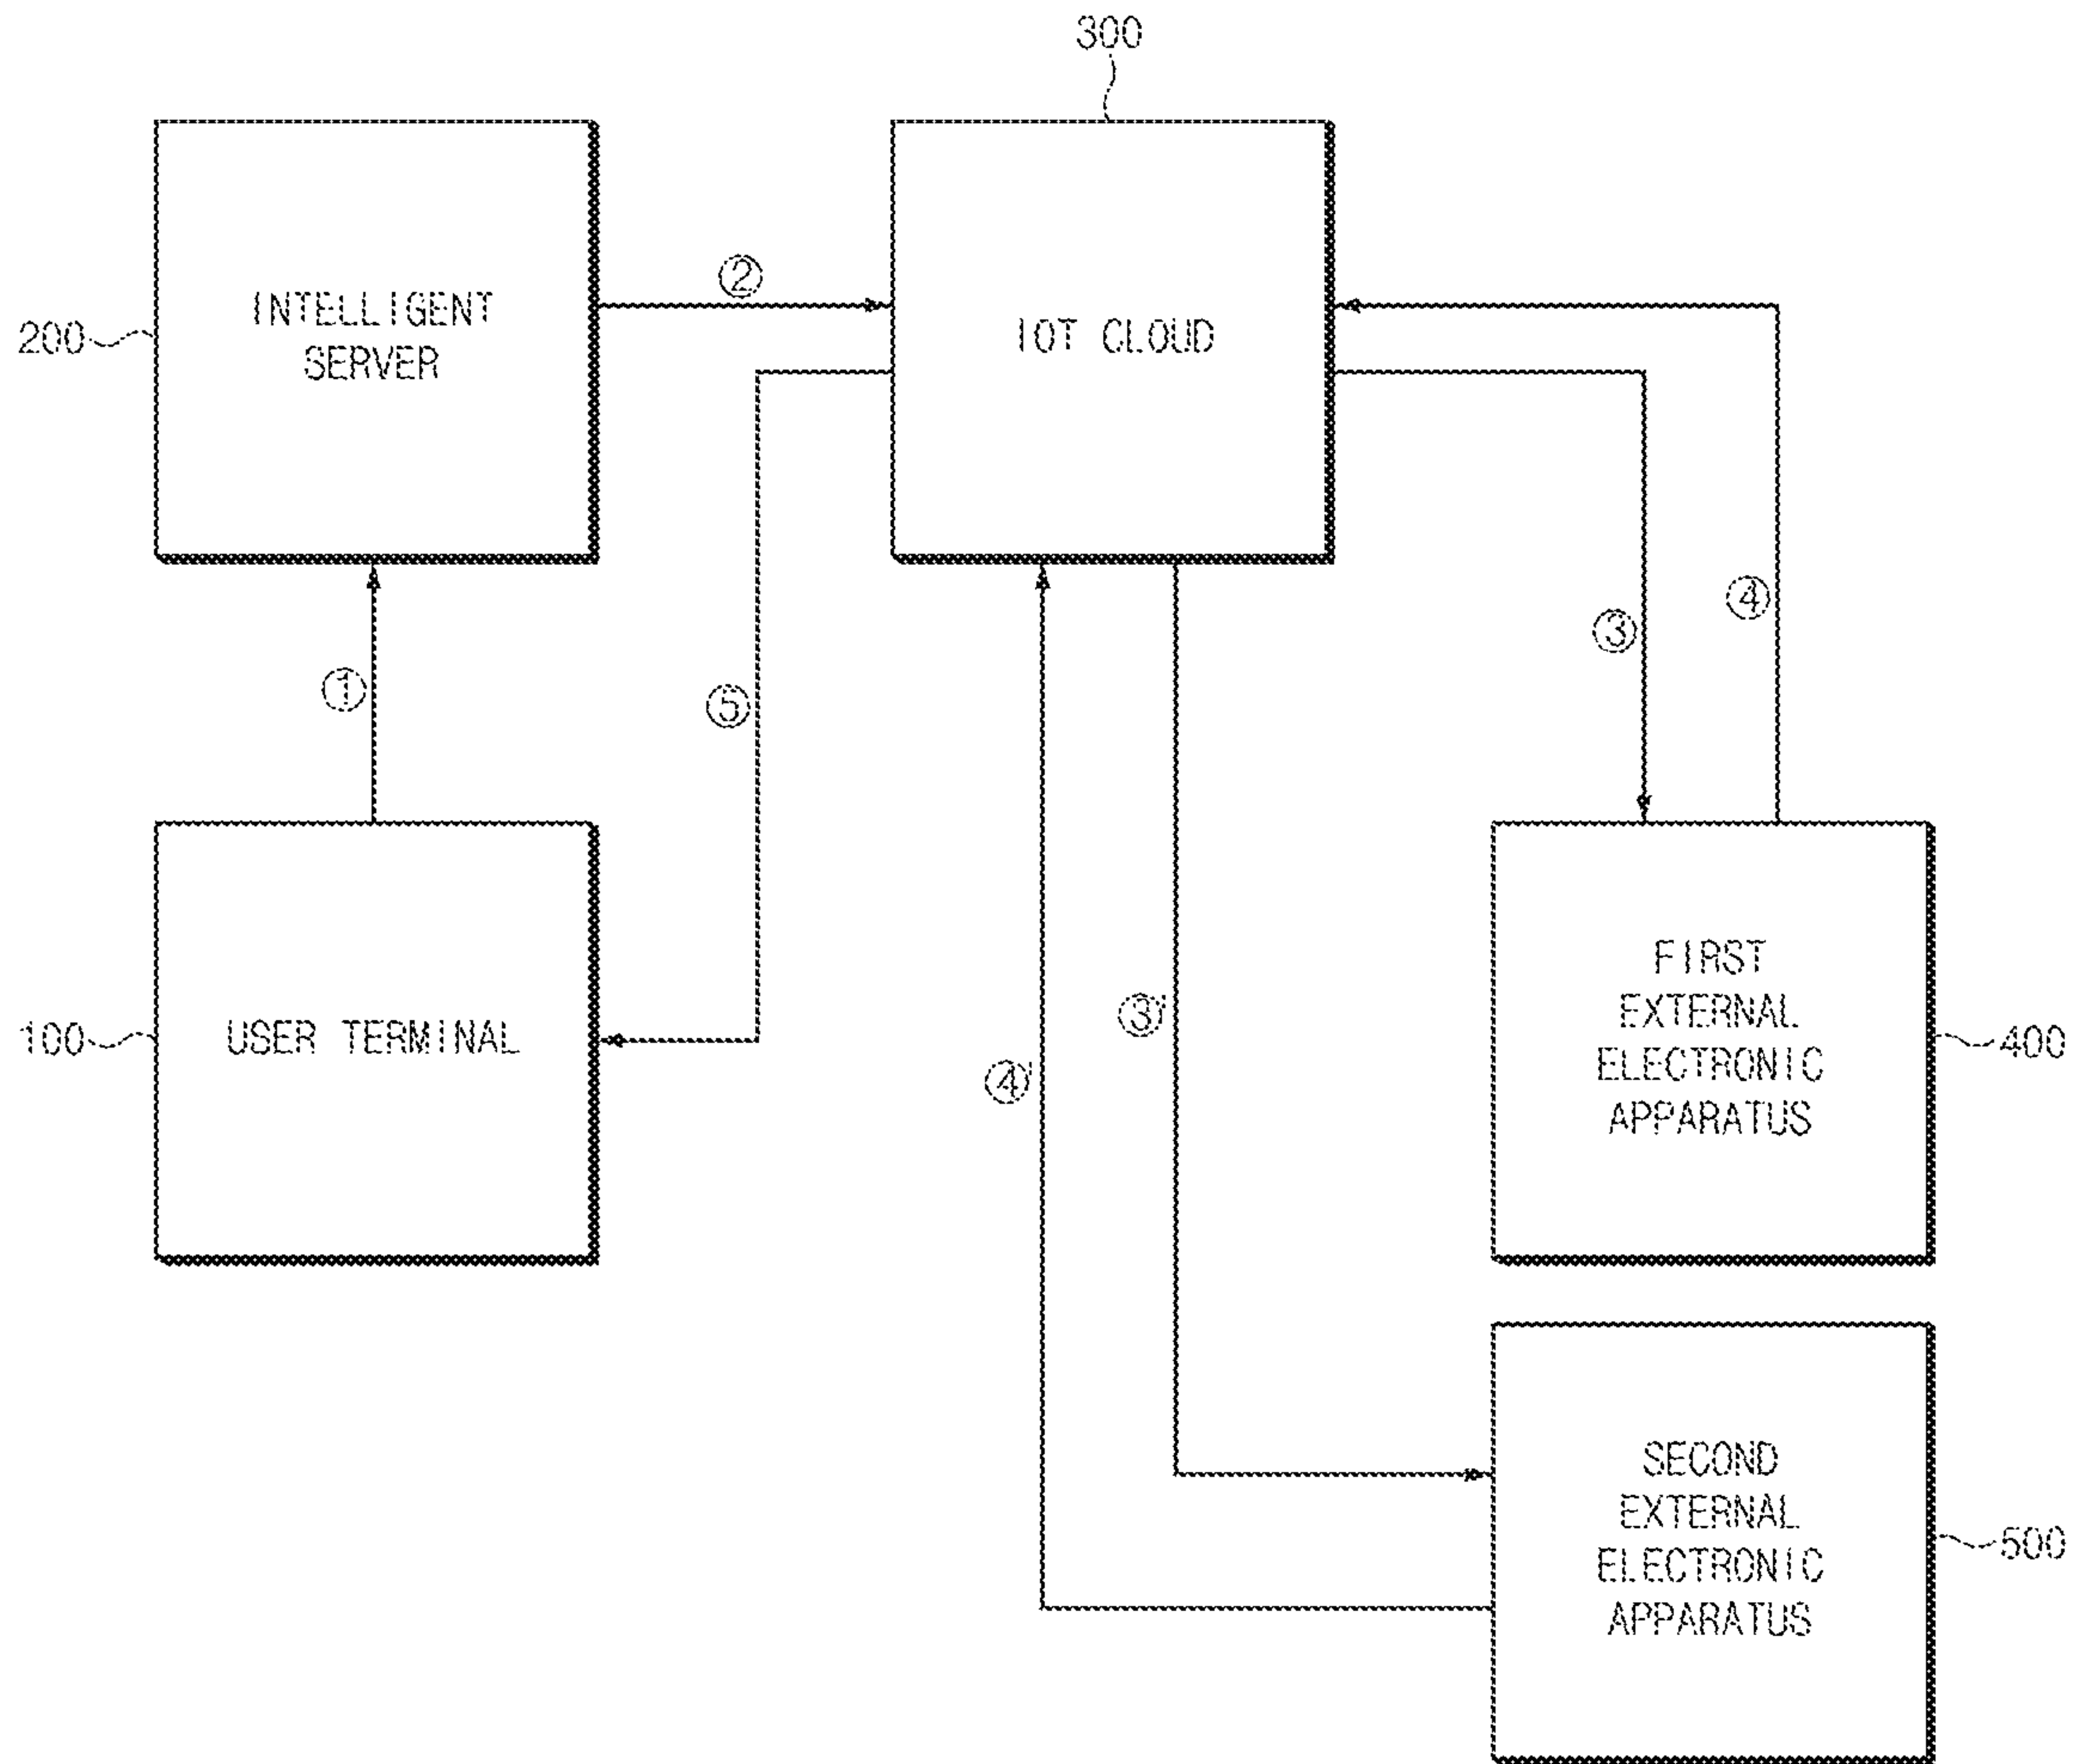 300
INTELLIGENT
SERVER
200
②
IOT CLOUD
①
⑤
③
④
USER TERMINAL
100
③'
④'
FIRST
EXTERNAL
ELECTRONIC
APPARATUS
400
SECOND
EXTERNAL
ELECTRONIC
APPARATUS
500